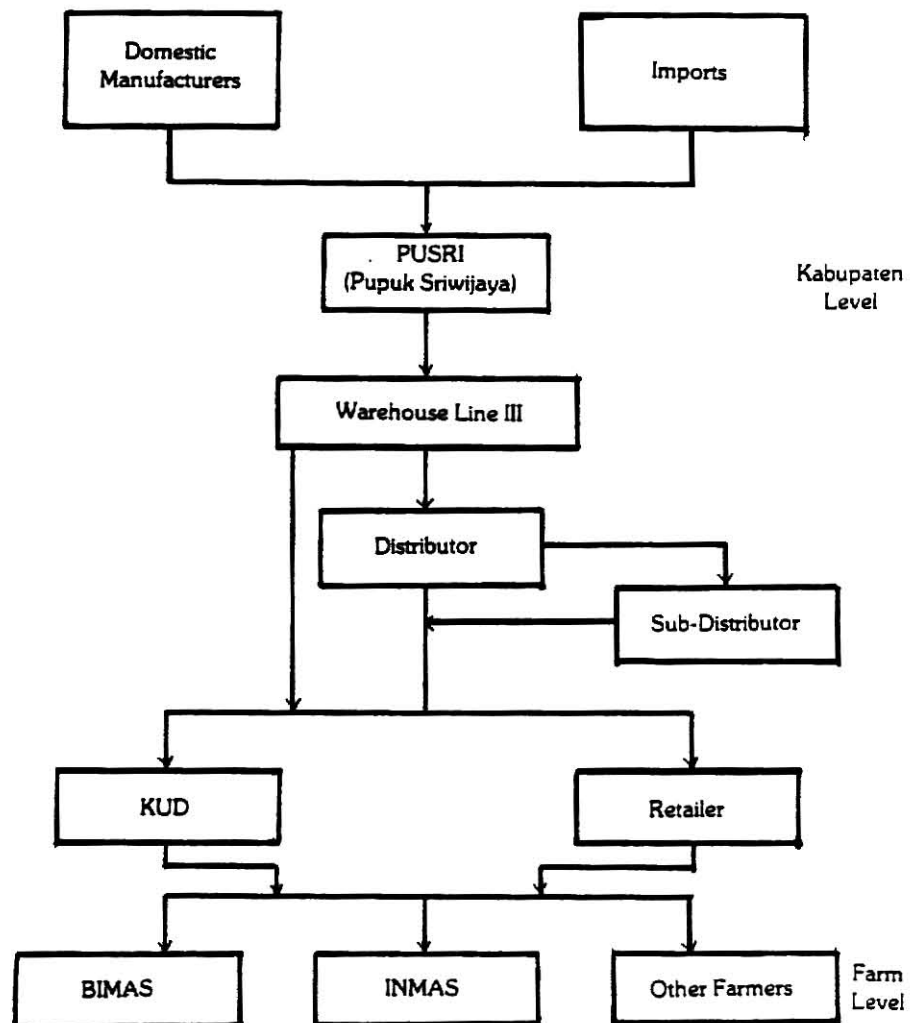 Domestic
Manufacturers
Imports
PUSRI
(Pupuk Sriwijaya)
Kabupaten
Level
Warehouse Line III
Distributor
Sub-Distributor
KUD
Retailer
BIMAS
INMAS
Other Farmers
Farm
Level